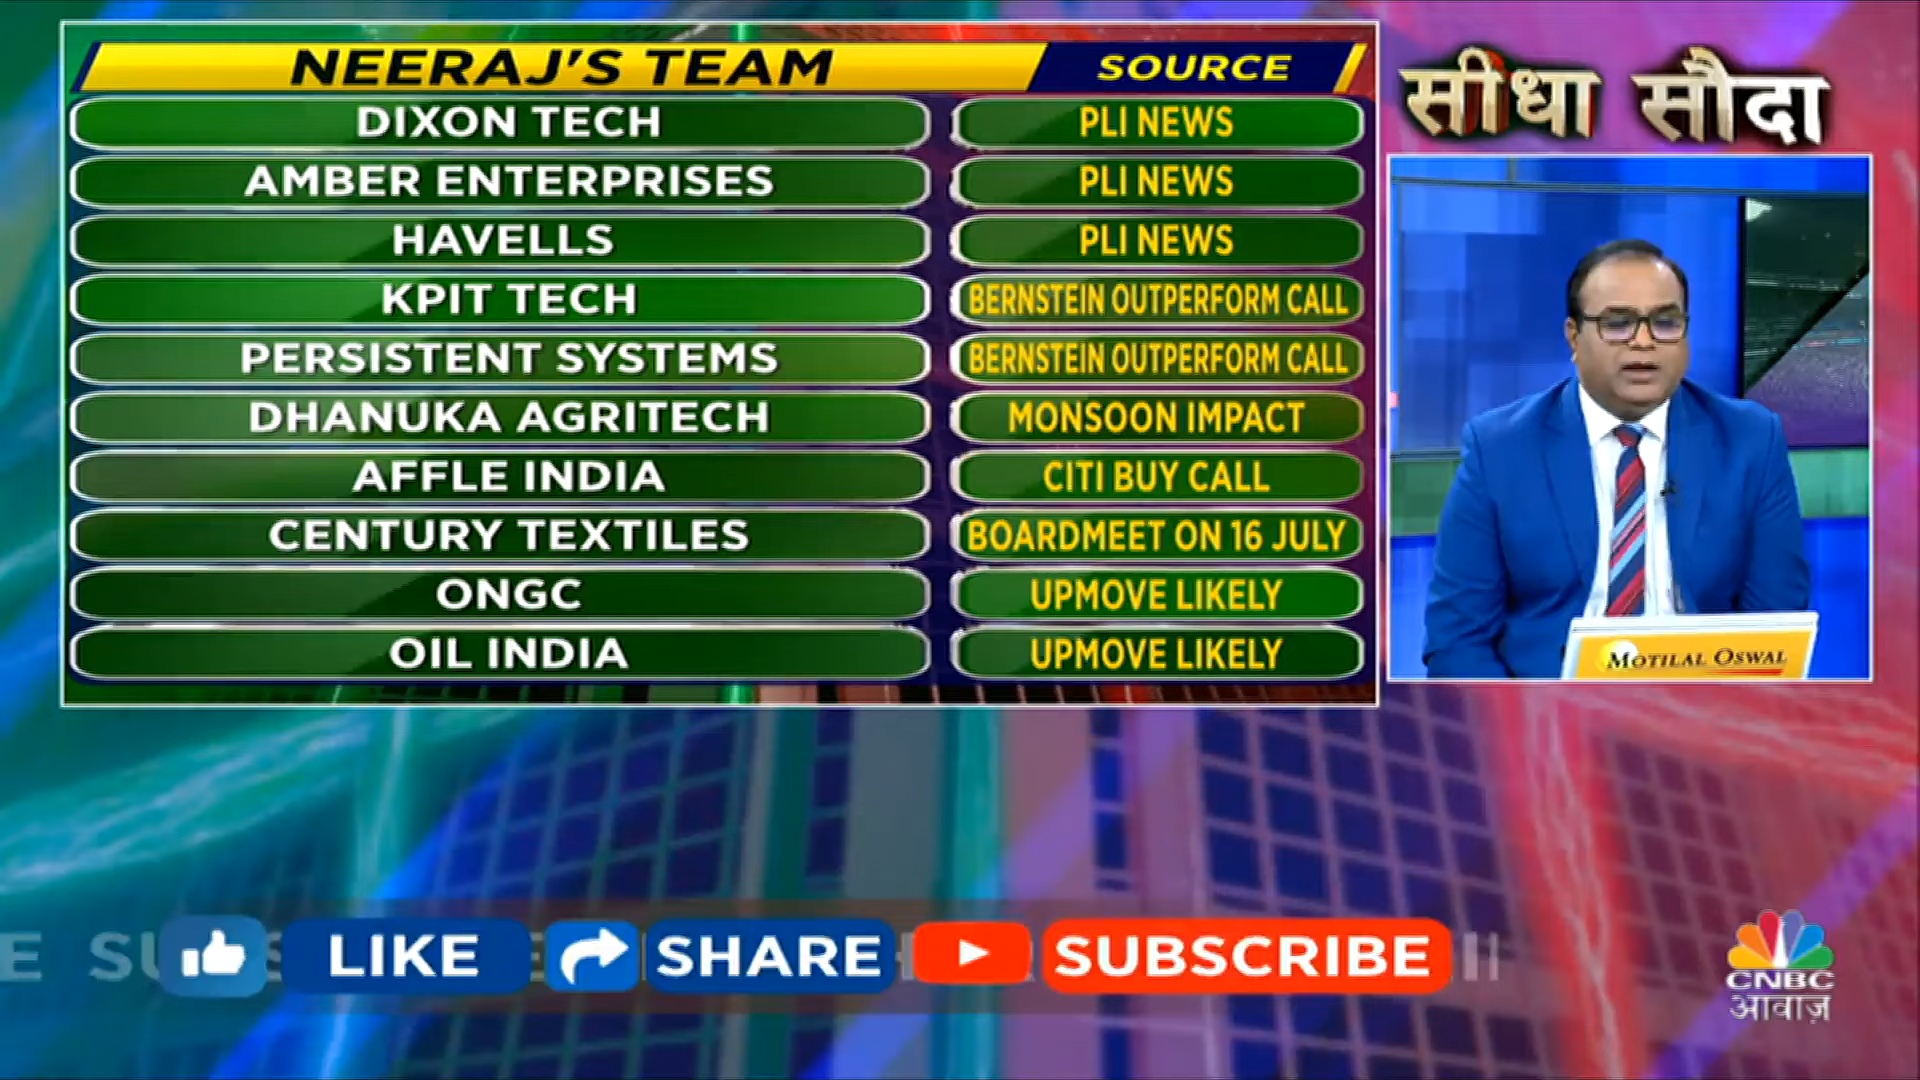 NEERAJ'S TEAM SOURCE
DIXON TECH PLI NEWS
AMBER ENTERPRISES PLI NEWS
HAVELLS PLI NEWS
KPIT TECH BERNSTEIN OUTPERFORM CALL
PERSISTENT SYSTEMS BERNSTEIN OUTPERFORM CALL
DHANUKA AGRITECH MONSOON IMPACT
AFFLE INDIA CITI BUY CALL
CENTURY TEXTILES BOARDMEET ON 16 JULY
ONGC UPMOVE LIKELY
OIL INDIA UPMOVE LIKELY
सीधा सौदा
MOTILAL OSWAL
LIKE SHARE SUBSCRIBE
CNBC
आवाज़